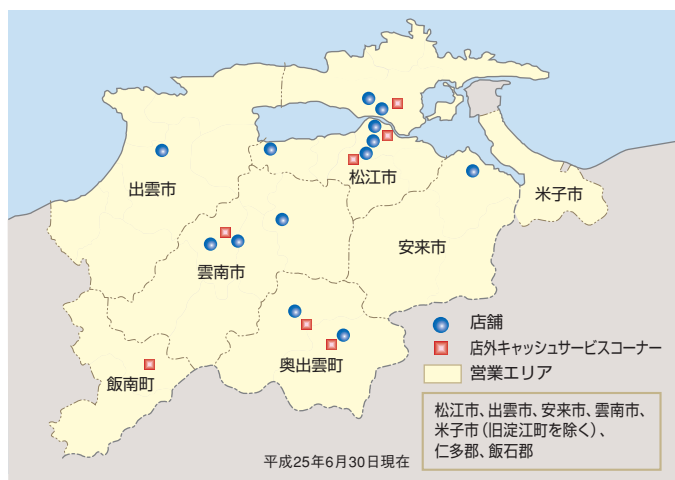 出雲市
松江市
米子市
安来市
雲南市
奥出雲町
飯南町
店舗
店外キャッシュサービスコーナー
営業エリア
松江市、出雲市、安来市、雲南市、
米子市(旧淀江町を除く)、
仁多郡、飯石郡
平成25年6月30日現在